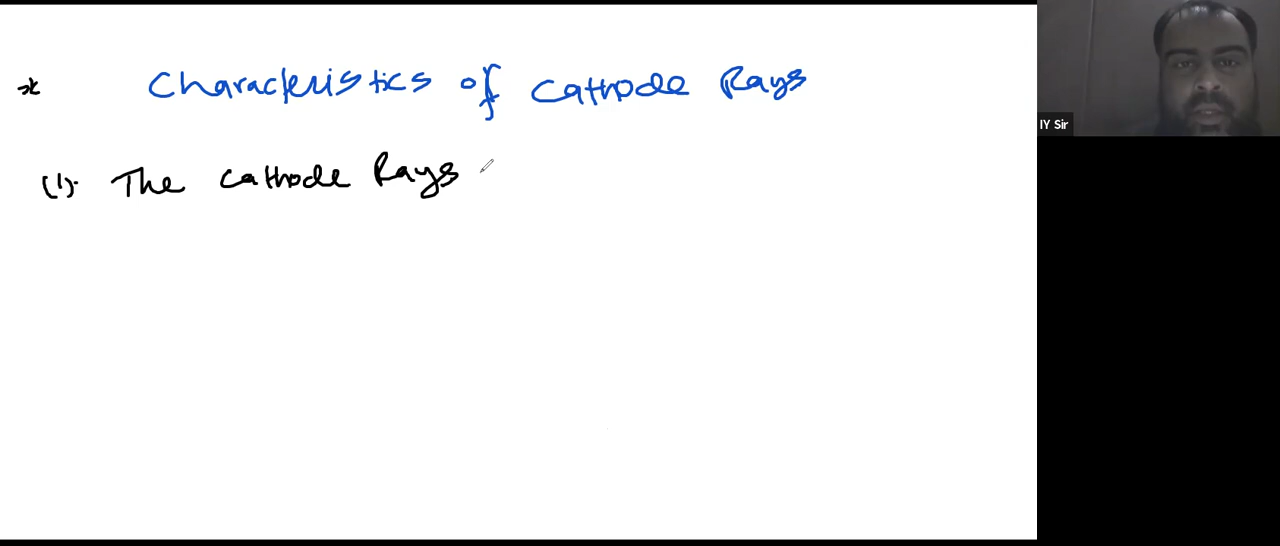 * Characteristics of Cathode Rays
(1). The Cathode Rays
IY Sir